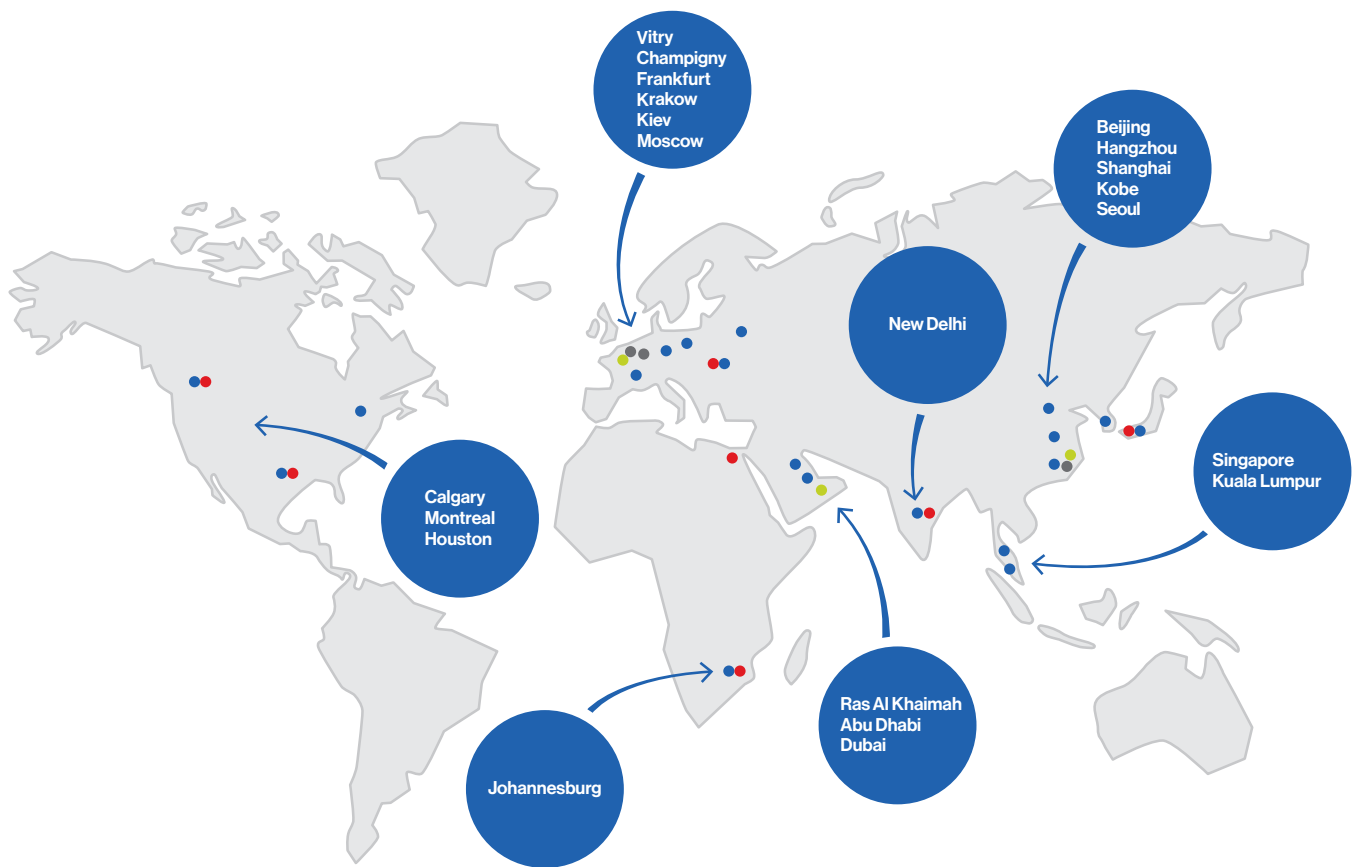 Vitry
Champigny
Frankfurt
Krakow
Kiev
Moscow
Beijing
Hangzhou
Shanghai
Kobe
Seoul
New Delhi
Singapore
Kuala Lumpur
Calgary
Montreal
Houston
Ras Al Khaimah
Abu Dhabi
Dubai
Johannesburg